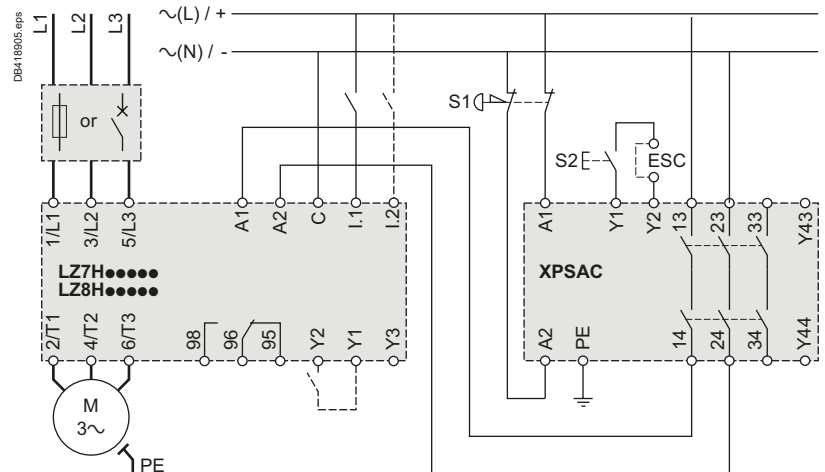 DB418905.eps
L1 L2 L3
~(L) / +
~(N) / -
or
S1
S2
ESC
1/L1 3/L2 5/L3 A1 A2 C I.1 I.2
A1 Y1 Y2 13 23 33 Y43
LZ7H●●●●●
LZ8H●●●●●
XPSAC
2/T1 4/T2 6/T3 98 96 95 Y2 Y1 Y3
A2 PE 14 24 34 Y44
M
3~
PE